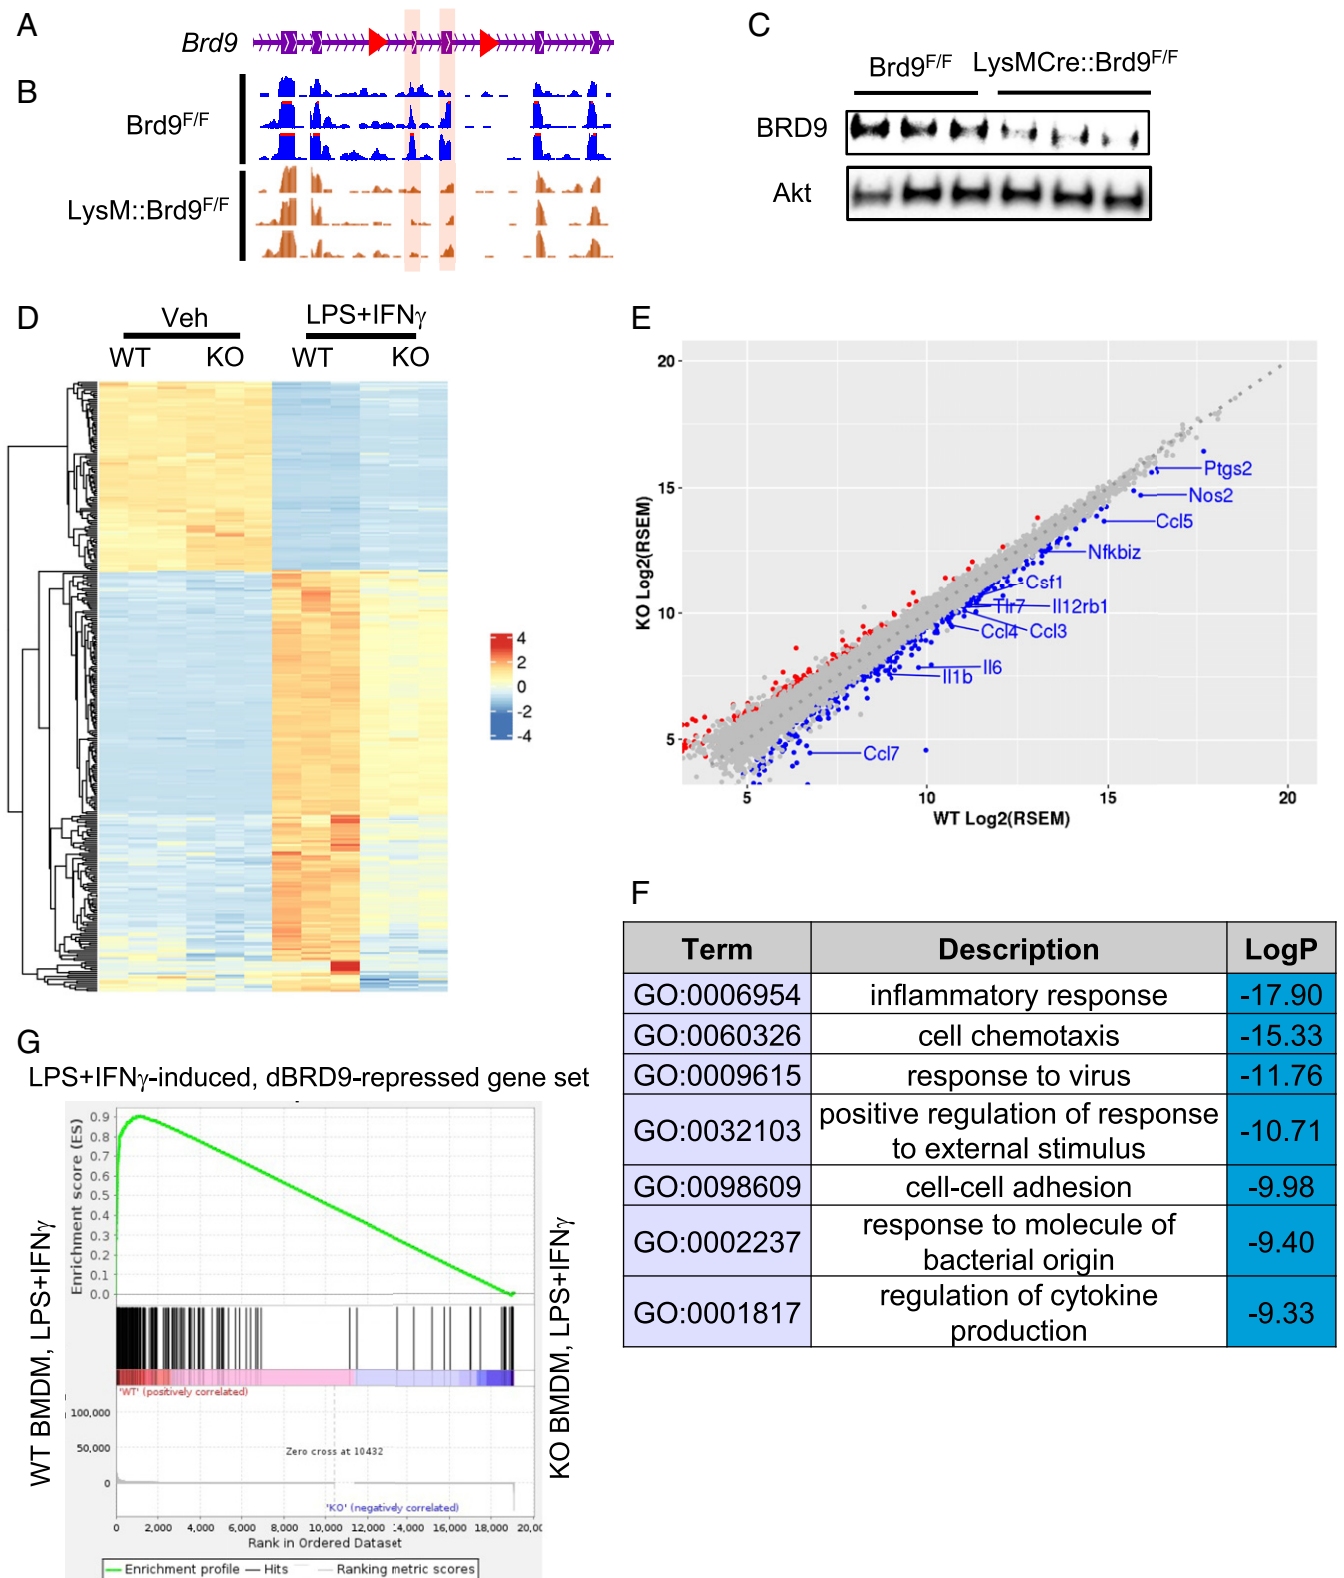 A
Brd9
B
Brd9F/F
LysM::Brd9F/F
C
Brd9F/F LysMCre::Brd9F/F
BRD9
Akt
D
Veh LPS+IFNγ
WT KO WT KO
4
2
0
-2
-4
E
KO Log2(RSEM)
20
15
10
5
Ptgs2
Nos2
Ccl5
Nfkbiz
Csf1
Tlr7 Il12rb1
Ccl4 Ccl3
Il1b Il6
Ccl7
5 10 15 20
WT Log2(RSEM)
F
Term Description LogP
GO:0006954 inflammatory response -17.90
GO:0060326 cell chemotaxis -15.33
GO:0009615 response to virus -11.76
GO:0032103 positive regulation of response to external stimulus -10.71
GO:0098609 cell-cell adhesion -9.98
GO:0002237 response to molecule of bacterial origin -9.40
GO:0001817 regulation of cytokine production -9.33
G
LPS+IFNγ-induced, dBRD9-repressed gene set
WT BMDM, LPS+IFNγ
KO BMDM, LPS+IFNγ
Enrichment score (ES)
0.9
0.8
0.7
0.6
0.5
0.4
0.3
0.2
0.1
0.0
'WT' (positively correlated)
100,000
50,000
0
Zero cross at 10432
'KO' (negatively correlated)
0 2,000 4,000 6,000 8,000 10,000 12,000 14,000 16,000 18,000 20,00
Rank in Ordered Dataset
Enrichment profile Hits Ranking metric scores